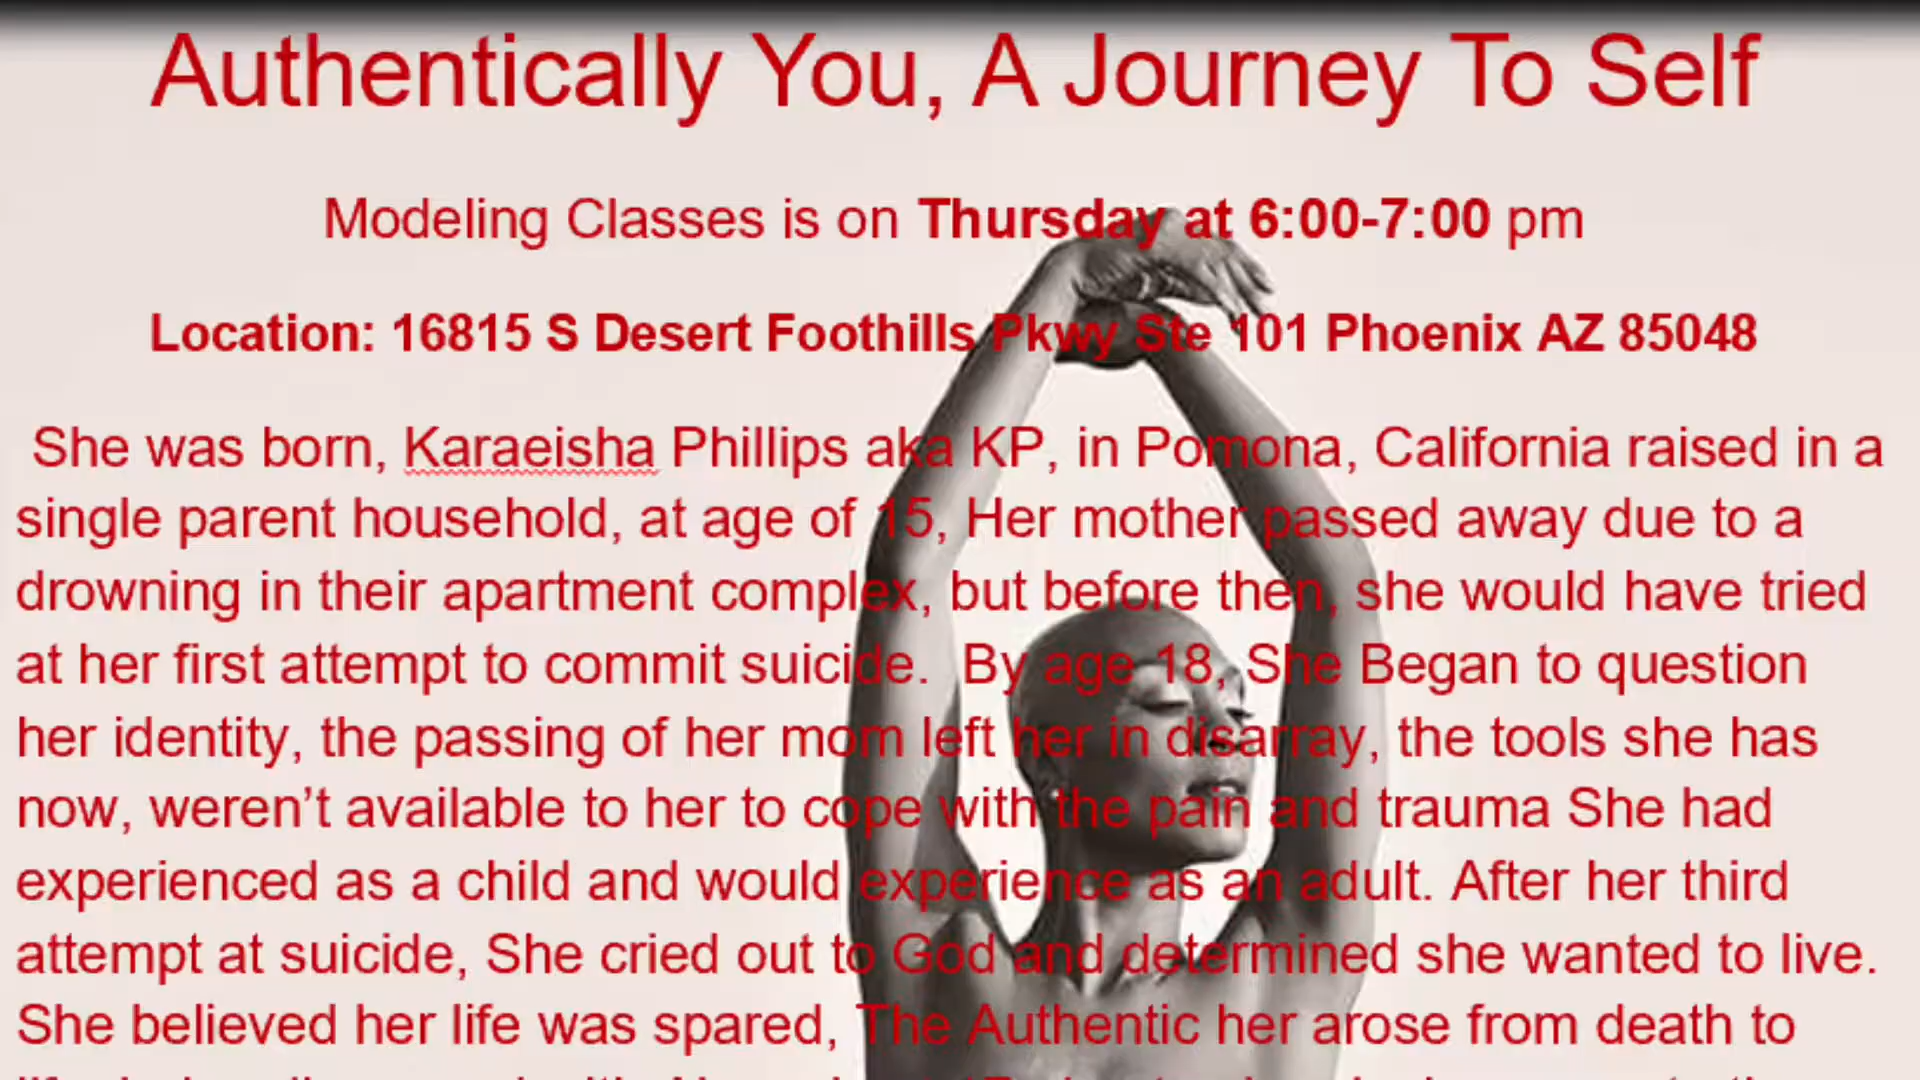 Authentically You, A Journey To Self
Modeling Classes is on Thursday at 6:00-7:00 pm
Location: 16815 S Desert Foothills Pkwy Ste 101 Phoenix AZ 85048
She was born, Karaeisha Phillips aka KP, in Pomona, California raised in a
single parent household, at age of 15, Her mother passed away due to a
drowning in their apartment complex, but before then, she would have tried
at her first attempt to commit suicide.  By age 18, She Began to question
her identity, the passing of her mom left her in disarray, the tools she has
now, weren’t available to her to cope with the pain and trauma She had
experienced as a child and would experience as an adult. After her third
attempt at suicide, She cried out to God and determined she wanted to live.
She believed her life was spared, The Authentic her arose from death to